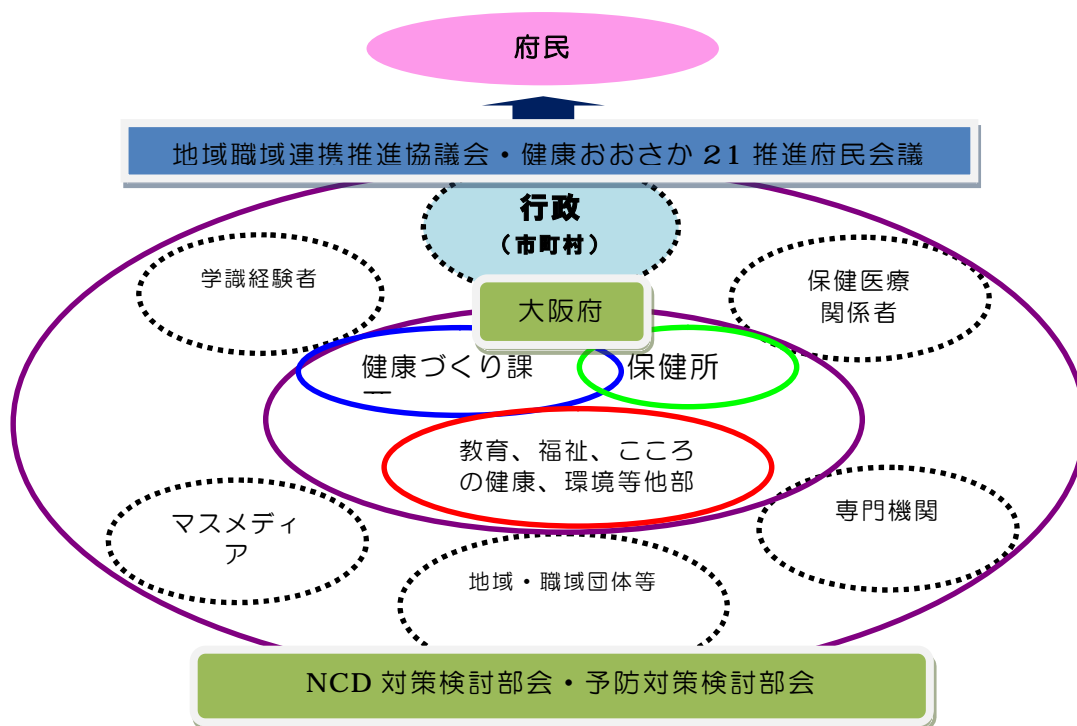 府民
地域職域連携推進協議会・健康おおさか 21 推進府民会議
行政
（市町村）
学識経験者
保健医療
関係者
大阪府
健康づくり課
保健所
教育、福祉、こころ
の健康、環境等他部
マスメディ
ア
専門機関
地域・職域団体等
NCD 対策検討部会・予防対策検討部会